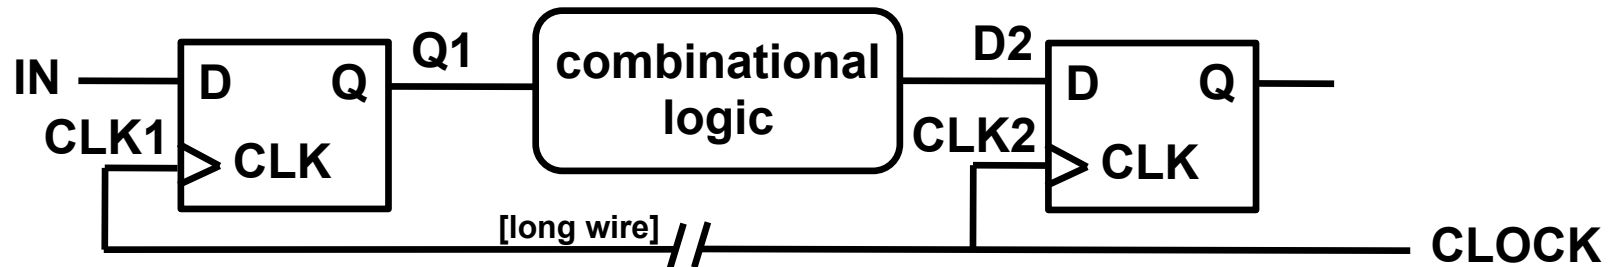 IN
D
Q
CLK1
CLK
Q1
combinational
logic
D2
D
Q
CLK2
CLK
[long wire]
CLOCK